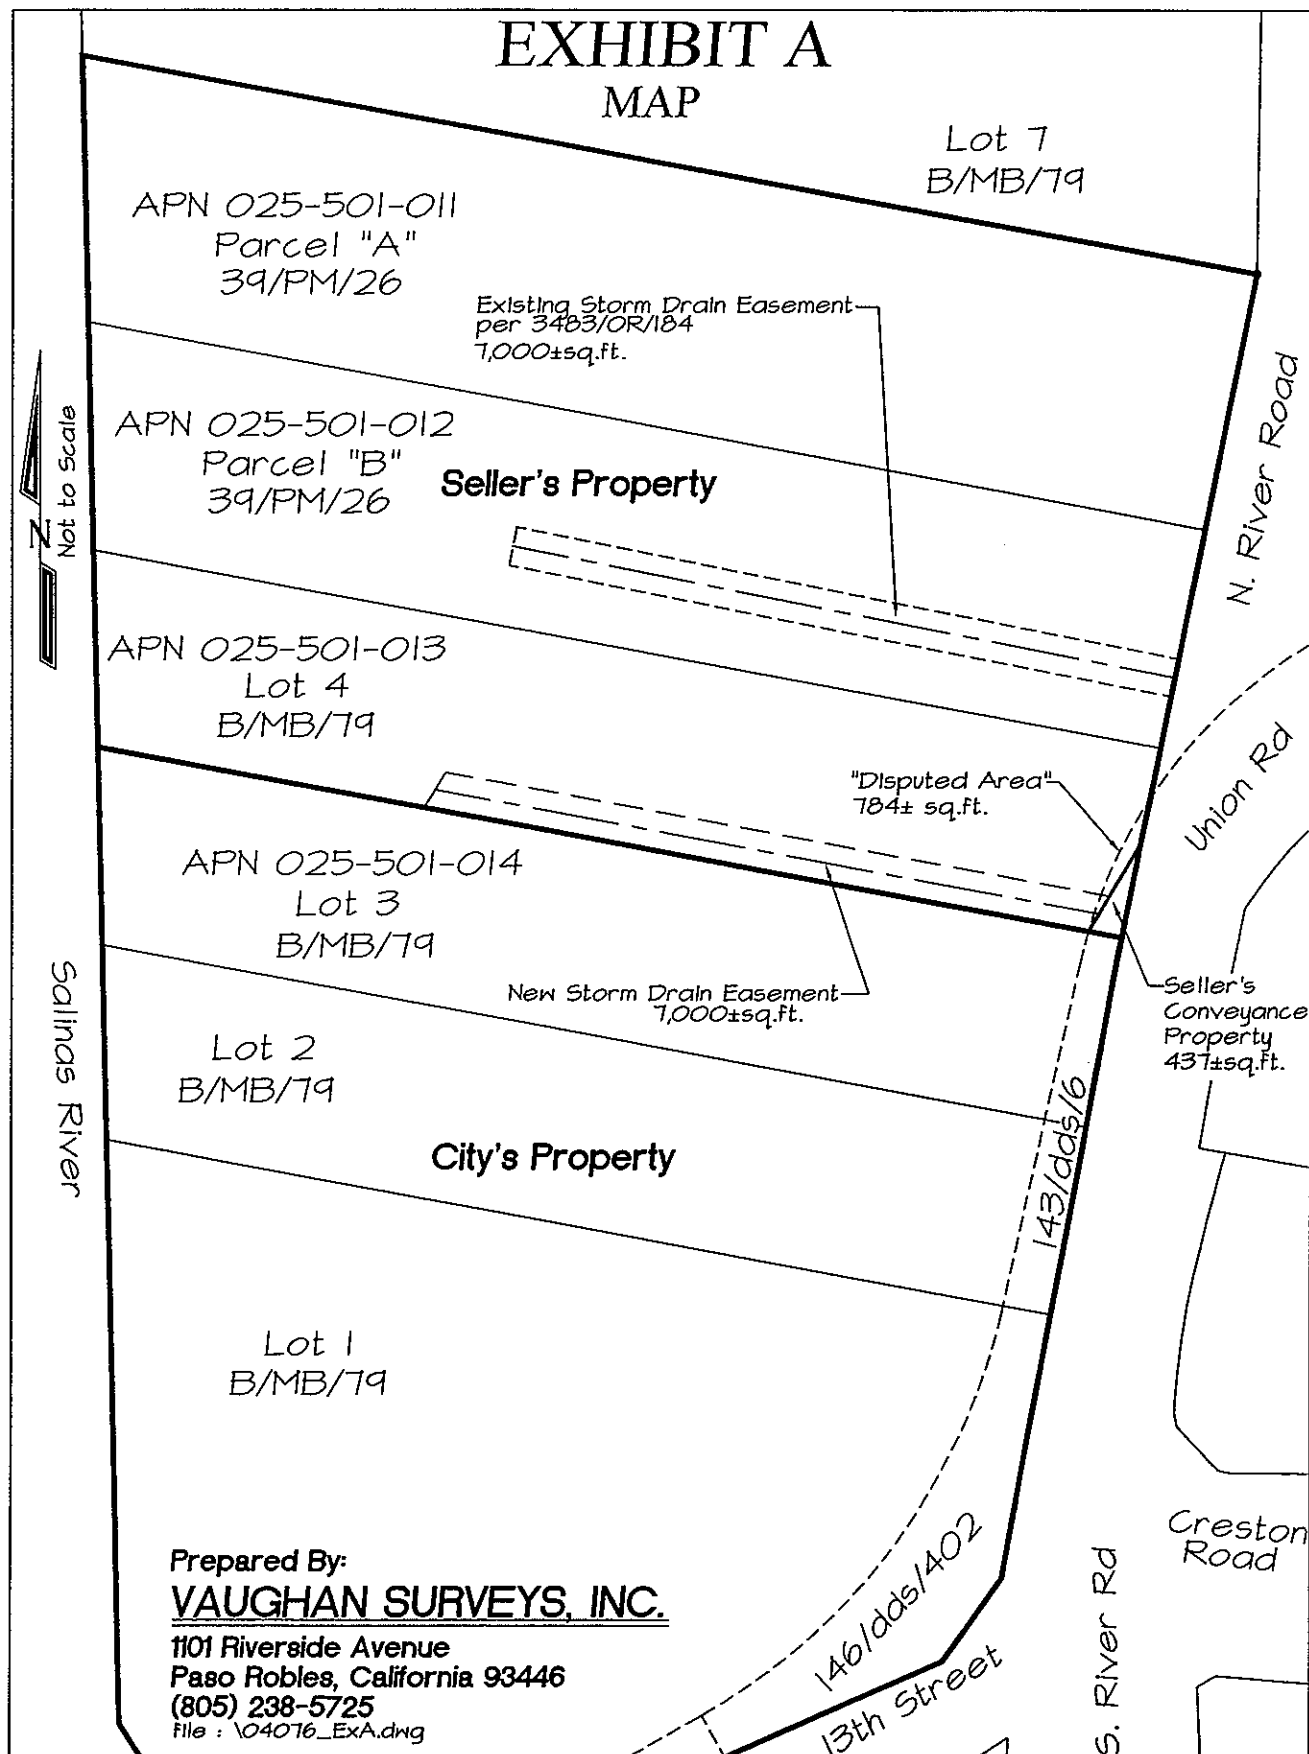 EXHIBIT A
MAP
Lot 7
B/MB/79
APN 025-501-011
Parcel "A"
39/PM/26
Existing Storm Drain Easement
per 3483/OR/184
7,000±sq.ft.
N. River Road
N
Not to Scale
APN 025-501-012
Parcel "B"
39/PM/26
Seller's Property
APN 025-501-013
Lot 4
B/MB/79
"Disputed Area"
784± sq.ft.
Union Rd
APN 025-501-014
Lot 3
B/MB/79
New Storm Drain Easement
7,000±sq.ft.
Seller's
Conveyance
Property
437±sq.ft.
Salinas River
Lot 2
B/MB/79
143/dds/6
City's Property
Lot 1
B/MB/79
146/dds/402
13th Street
S. River Rd
Creston
Road
Prepared By:
VAUGHAN SURVEYS, INC.
1101 Riverside Avenue
Paso Robles, California 93446
(805) 238-5725
file : \04076_ExA.dwg